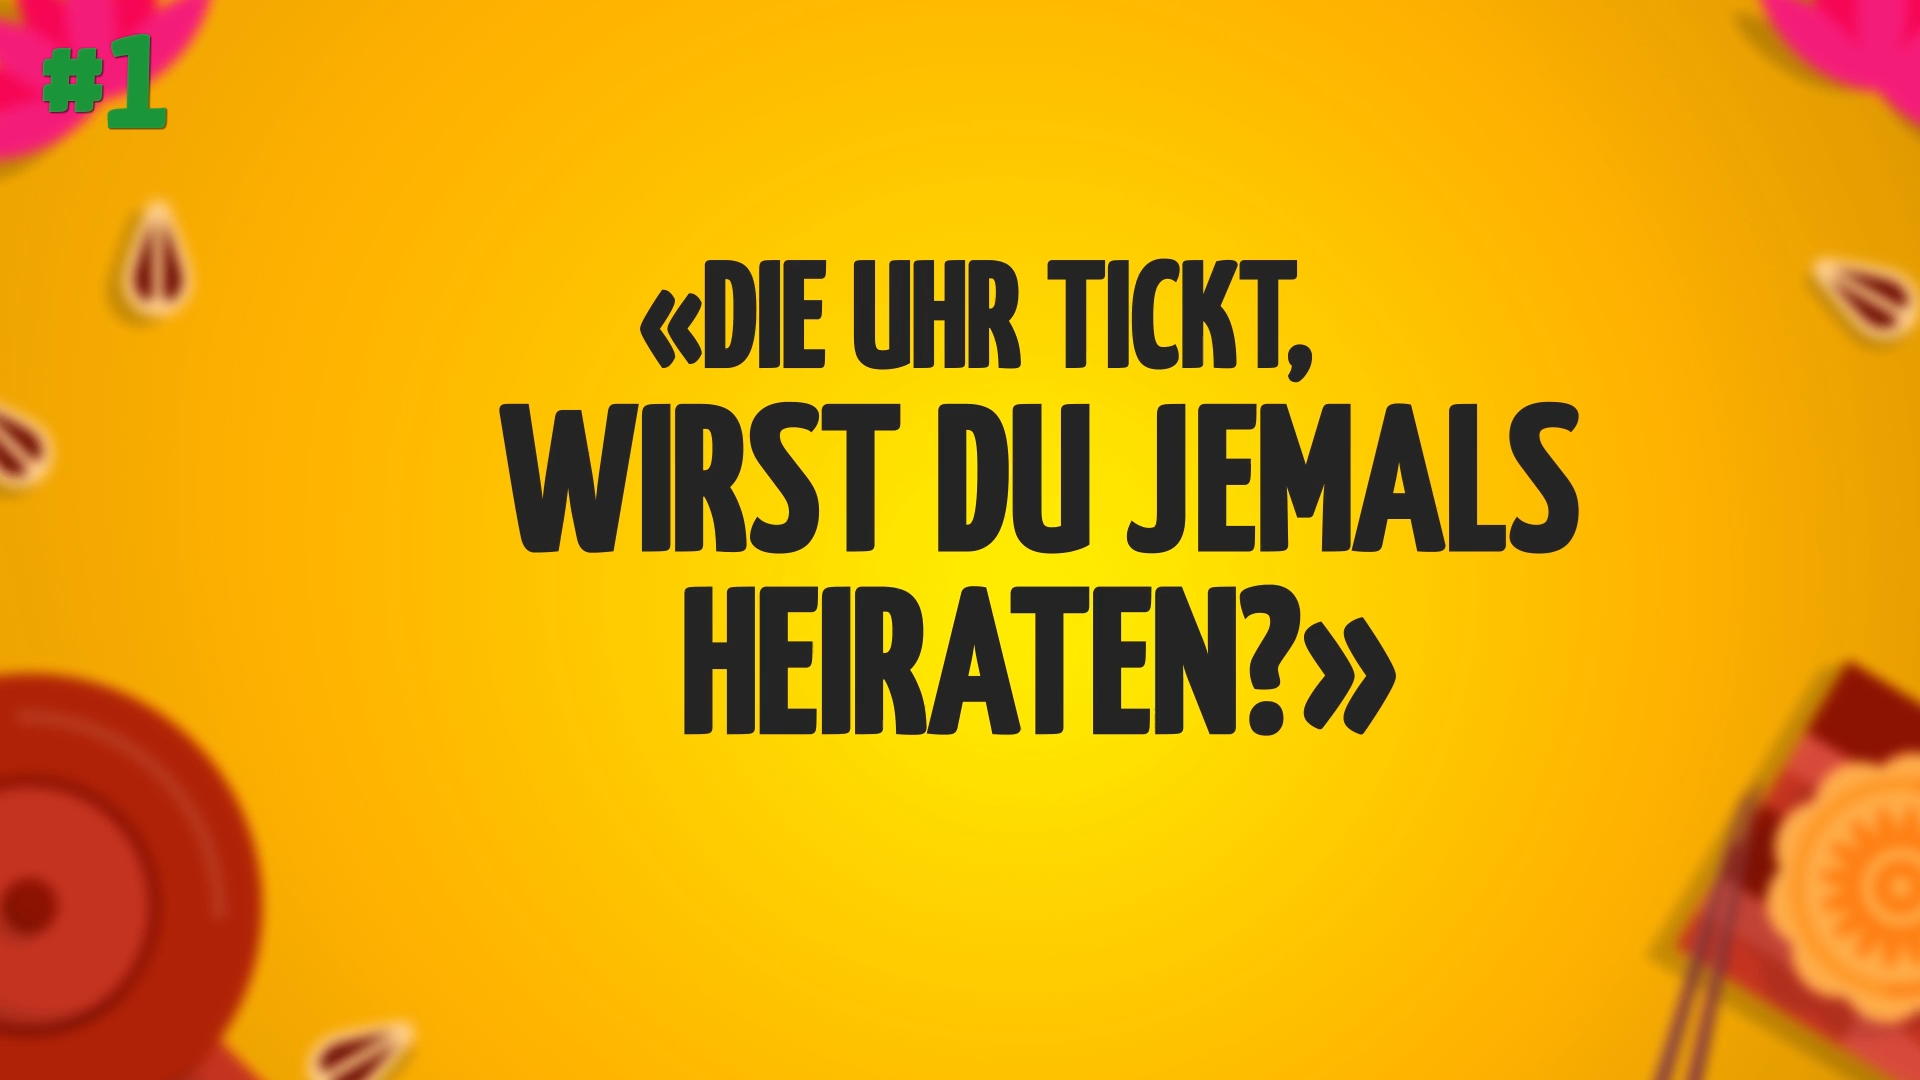 #1
«DIE UHR TICKT,
WIRST DU JEMALS
HEIRATEN?»